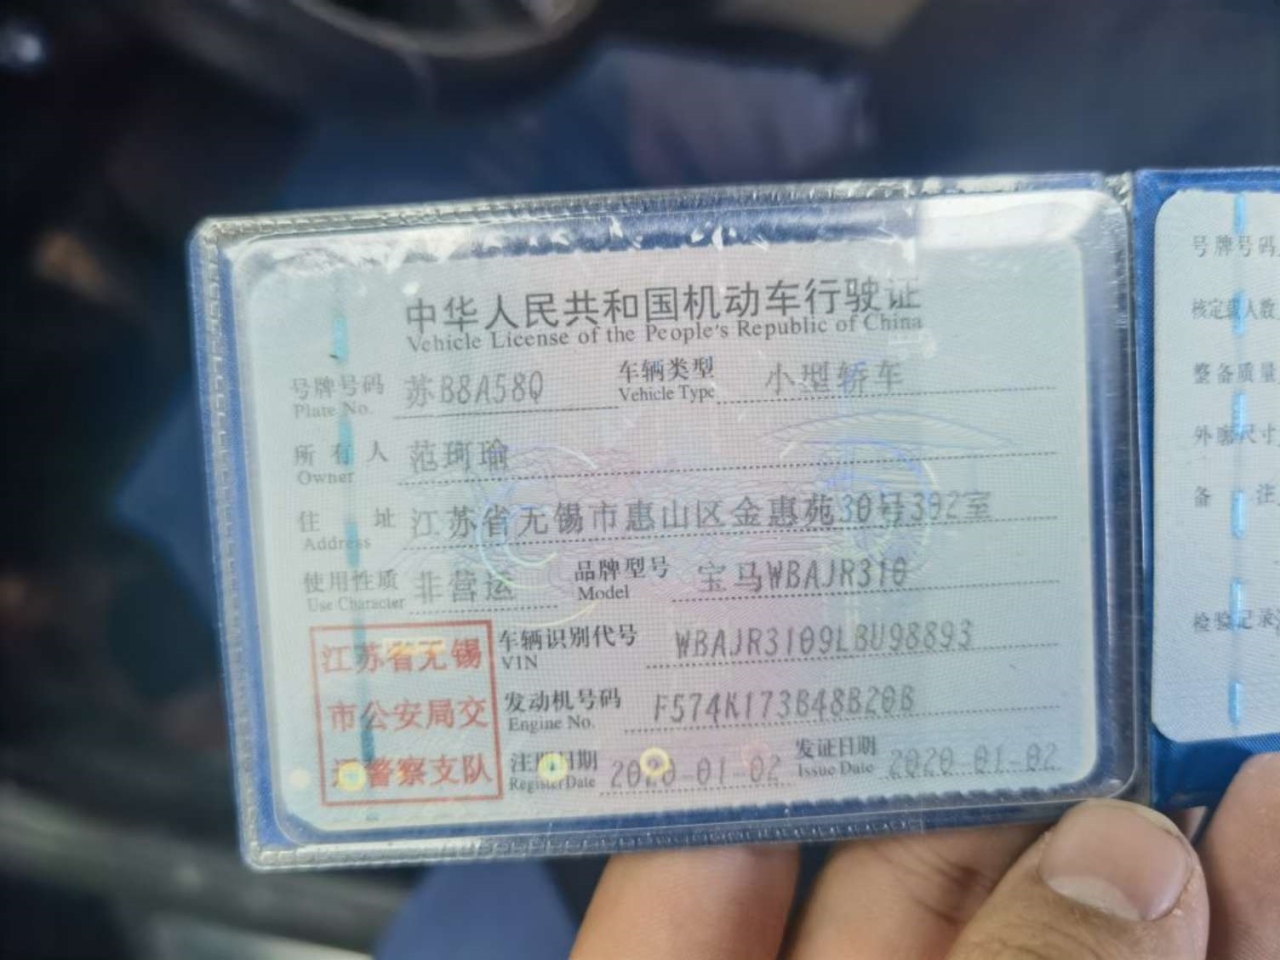 中华人民共和国机动车行驶证
Vehicle License of the People's Republic of China
号牌号码 苏B8A58Q 车辆类型 小型轿车
Plate No. Vehicle Type
所有人 范珂瑜
Owner
住址 江苏省无锡市惠山区金惠苑30号392室
Address
使用性质 非营运 品牌型号 宝马WBAJR310
Use Character Model
车辆识别代号 WBAJR3109LBU98893
VIN
发动机号码 F574K173B48B20B
Engine No.
注册日期 2020-01-02 发证日期 2020-01-02
Register Date Issue Date
江苏省无锡
市公安局交
通警察支队
号牌号码
核定载人数
整备质量
外廓尺寸
备注
检验记录